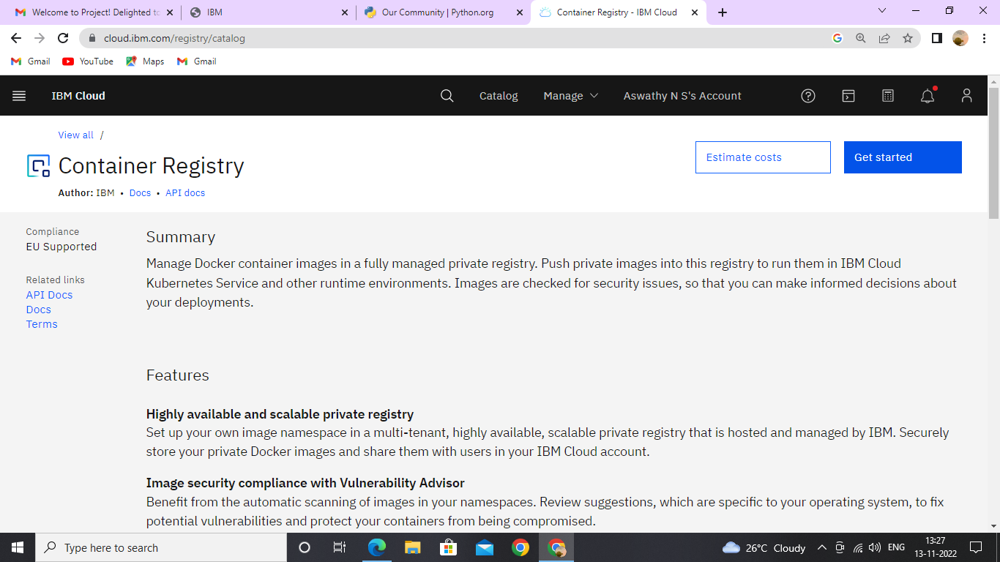 Welcome to Project! Delighted to
IBM
Our Community | Python.org
Container Registry - IBM Cloud
cloud.ibm.com/registry/catalog
Gmail
YouTube
Maps
Gmail
IBM Cloud
Catalog
Manage
Aswathy N S's Account
View all /
Container Registry
Author: IBM • Docs • API docs
Estimate costs
Get started
Compliance
EU Supported
Related links
API Docs
Docs
Terms
Summary
Manage Docker container images in a fully managed private registry. Push private images into this registry to run them in IBM Cloud
Kubernetes Service and other runtime environments. Images are checked for security issues, so that you can make informed decisions about
your deployments.
Features
Highly available and scalable private registry
Set up your own image namespace in a multi-tenant, highly available, scalable private registry that is hosted and managed by IBM. Securely
store your private Docker images and share them with users in your IBM Cloud account.
Image security compliance with Vulnerability Advisor
Benefit from the automatic scanning of images in your namespaces. Review suggestions, which are specific to your operating system, to fix
potential vulnerabilities and protect your containers from being compromised.
Type here to search
26°C Cloudy
ENG
13:27
13-11-2022